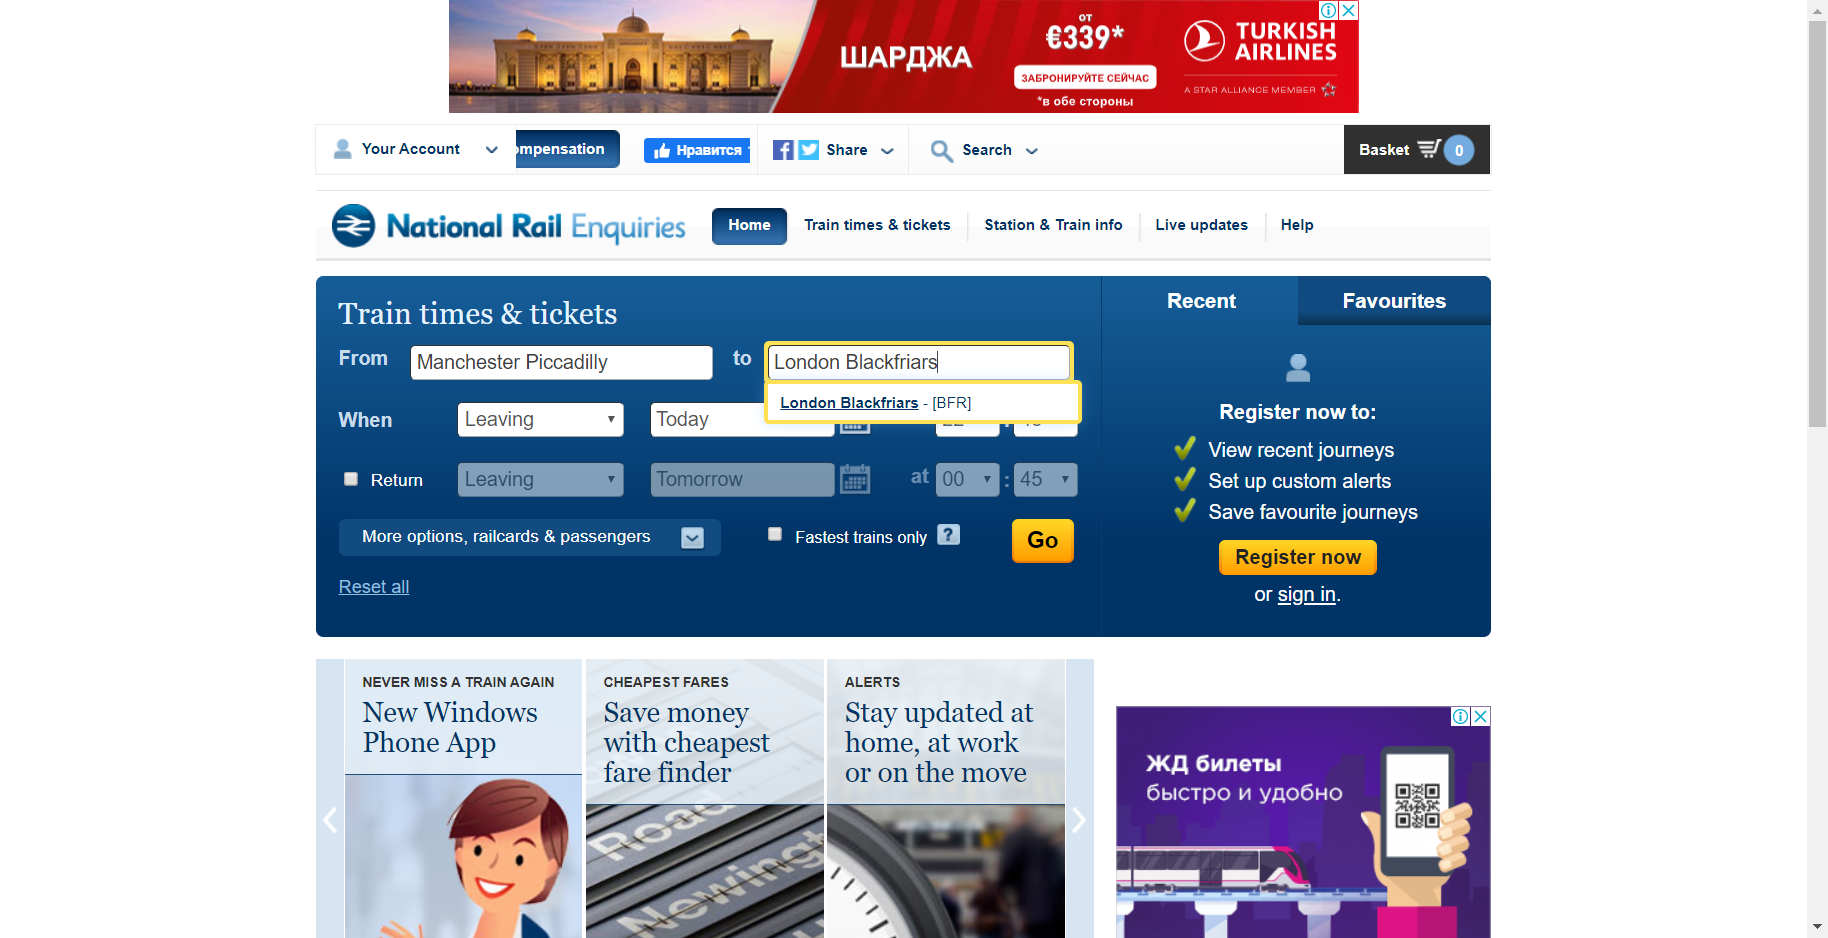 ШАРДЖА
от
€339*
ЗАБРОНИРУЙТЕ СЕЙЧАС
*в обе стороны
TURKISH
AIRLINES
A STAR ALLIANCE MEMBER
Your Account
ompensation
Нравится
Share
Search
Basket
0
National Rail Enquiries
Home
Train times & tickets
Station & Train info
Live updates
Help
Train times & tickets
From
Manchester Piccadilly
to
London Blackfriars
London Blackfriars - [BFR]
When
Leaving
Today
Return
Leaving
Tomorrow
at
00
:
45
More options, railcards & passengers
Fastest trains only
?
Go
Reset all
Recent
Favourites
Register now to:
View recent journeys
Set up custom alerts
Save favourite journeys
Register now
or sign in.
NEVER MISS A TRAIN AGAIN
New Windows
Phone App
CHEAPEST FARES
Save money
with cheapest
fare finder
Road
Newingt
ALERTS
Stay updated at
home, at work
or on the move
ЖД билеты
быстро и удобно